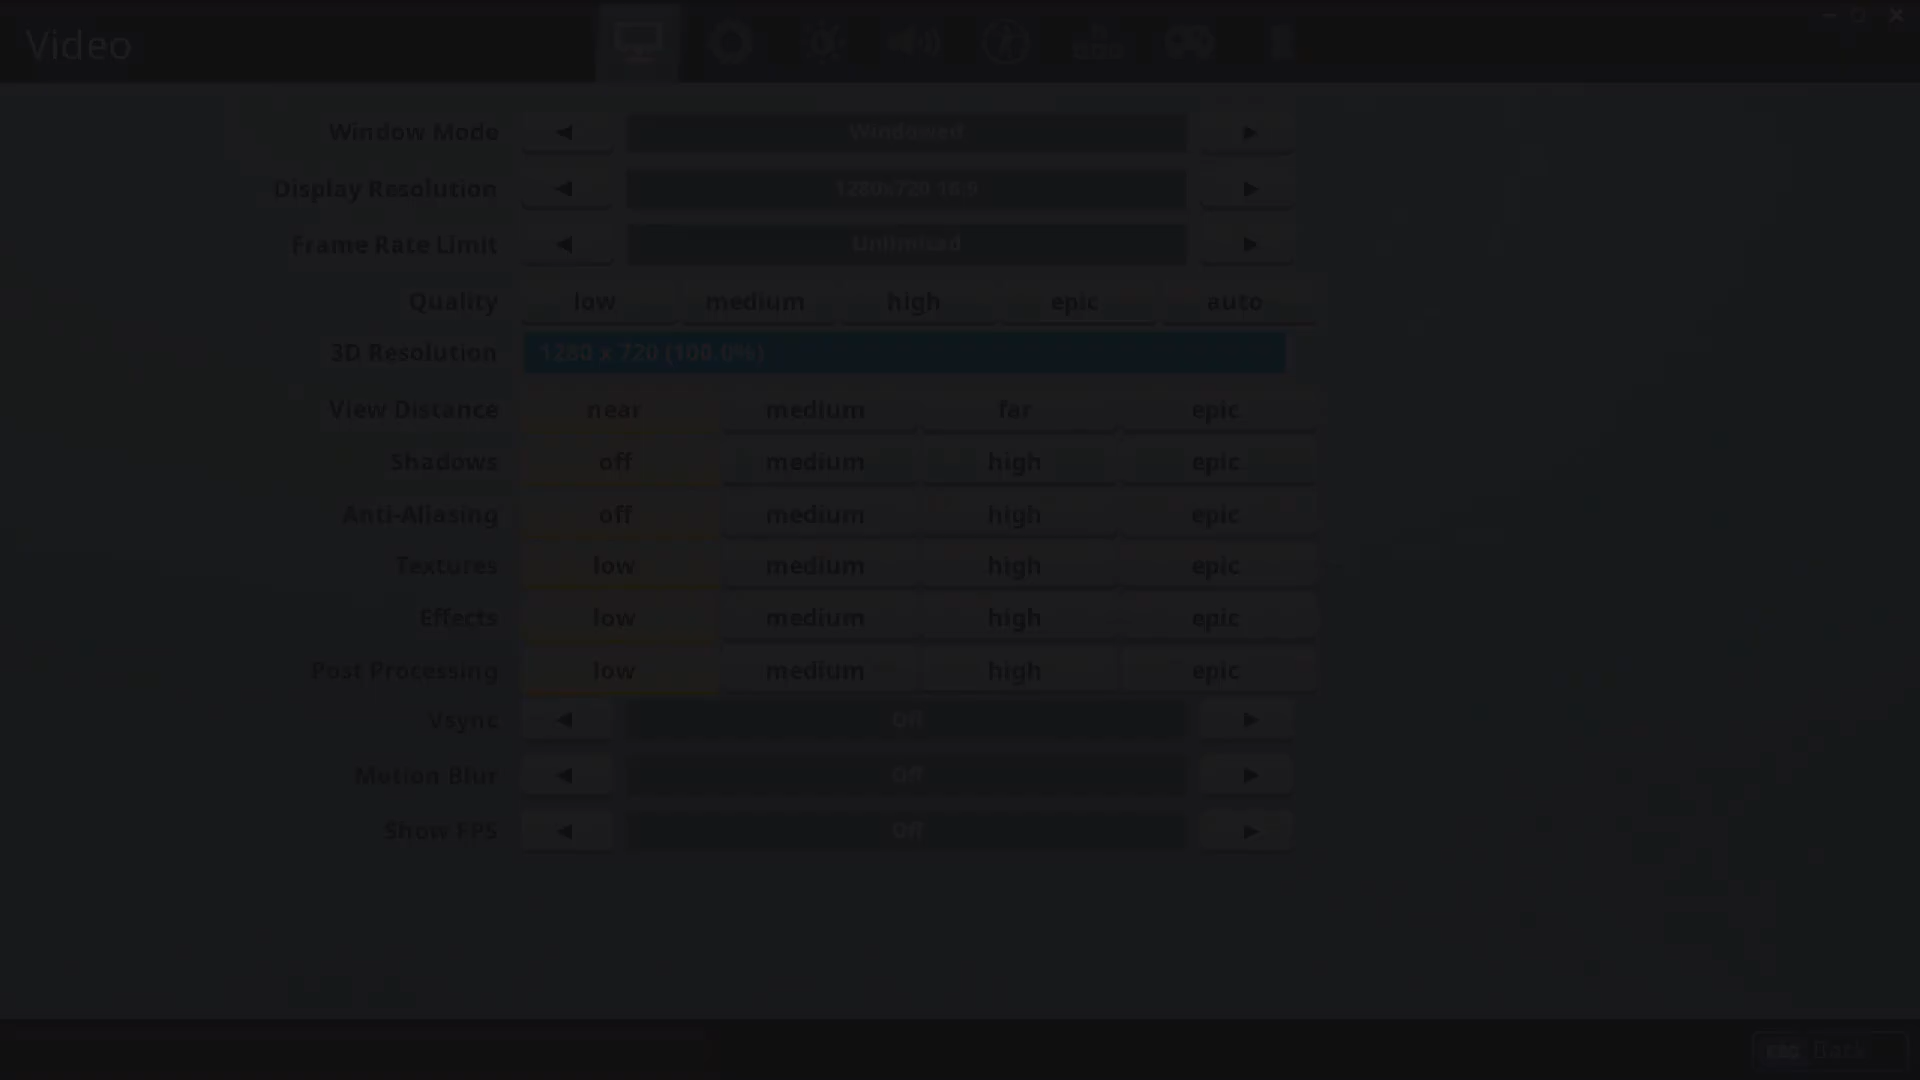 Video
Window Mode Windowed
Display Resolution 1280x720 16:9
Frame Rate Limit Unlimited
Quality low medium high epic auto
3D Resolution 1280 x 720 (100.0%)
View Distance near medium far epic
Shadows off medium high epic
Anti-Aliasing off medium high epic
Textures low medium high epic
Effects low medium high epic
Post Processing low medium high epic
Vsync Off
Motion Blur Off
Show FPS Off
ESC Back